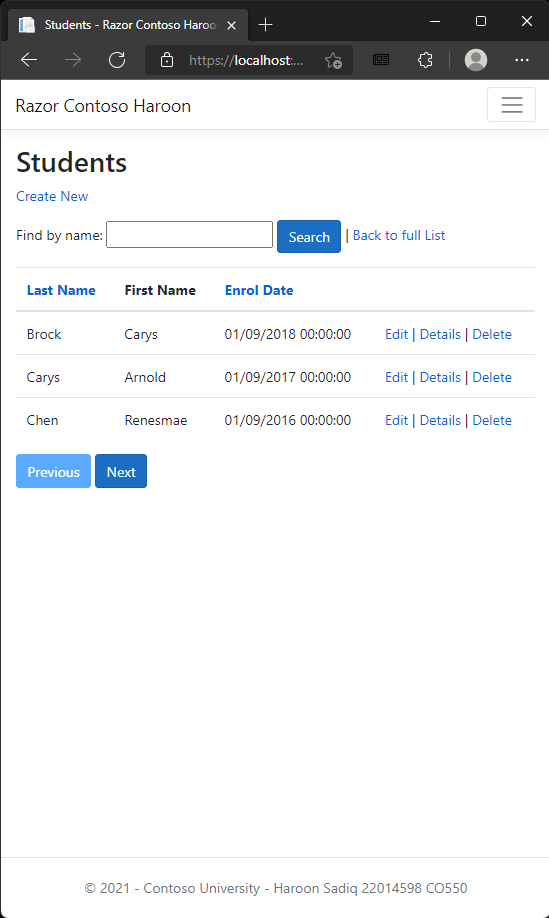 Students - Razor Contoso Haroo
https://localhost:...
Razor Contoso Haroon
Students
Create New
Find by name: Search | Back to full List
Last Name First Name Enrol Date
Brock Carys 01/09/2018 00:00:00 Edit | Details | Delete
Carys Arnold 01/09/2017 00:00:00 Edit | Details | Delete
Chen Renesmae 01/09/2016 00:00:00 Edit | Details | Delete
Previous Next
© 2021 - Contoso University - Haroon Sadiq 22014598 CO550